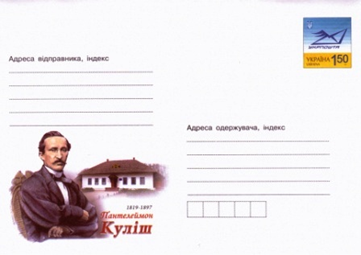 Адреса відправника, індекс
УКРАЇНА 1.50
Адреса одержувача, індекс
1819-1897
Пантелеймон
Куліш